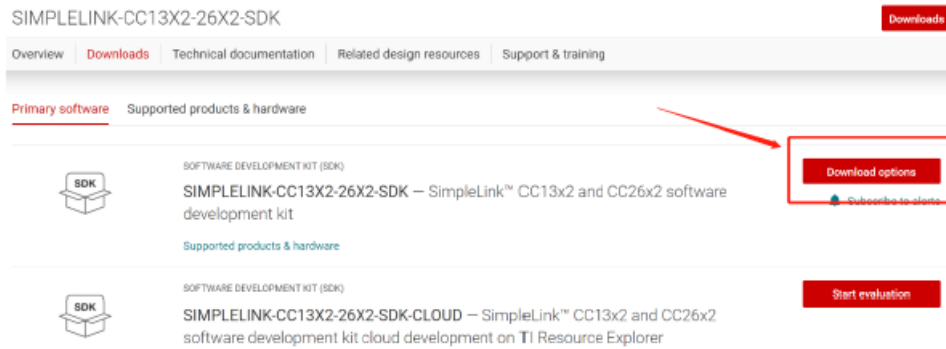 SIMPLELINK-CC13X2-26X2-SDK
Downloads
Overview Downloads Technical documentation Related design resources Support & training
Primary software Supported products & hardware
SOFTWARE DEVELOPMENT KIT (SDK)
SDK
SIMPLELINK-CC13X2-26X2-SDK — SimpleLink™ CC13x2 and CC26x2 software
development kit
Download options
Subscribe to alerts
Supported products & hardware
SOFTWARE DEVELOPMENT KIT (SDK)
SDK
SIMPLELINK-CC13X2-26X2-SDK-CLOUD — SimpleLink™ CC13x2 and CC26x2
software development kit cloud development on TI Resource Explorer
Start evaluation